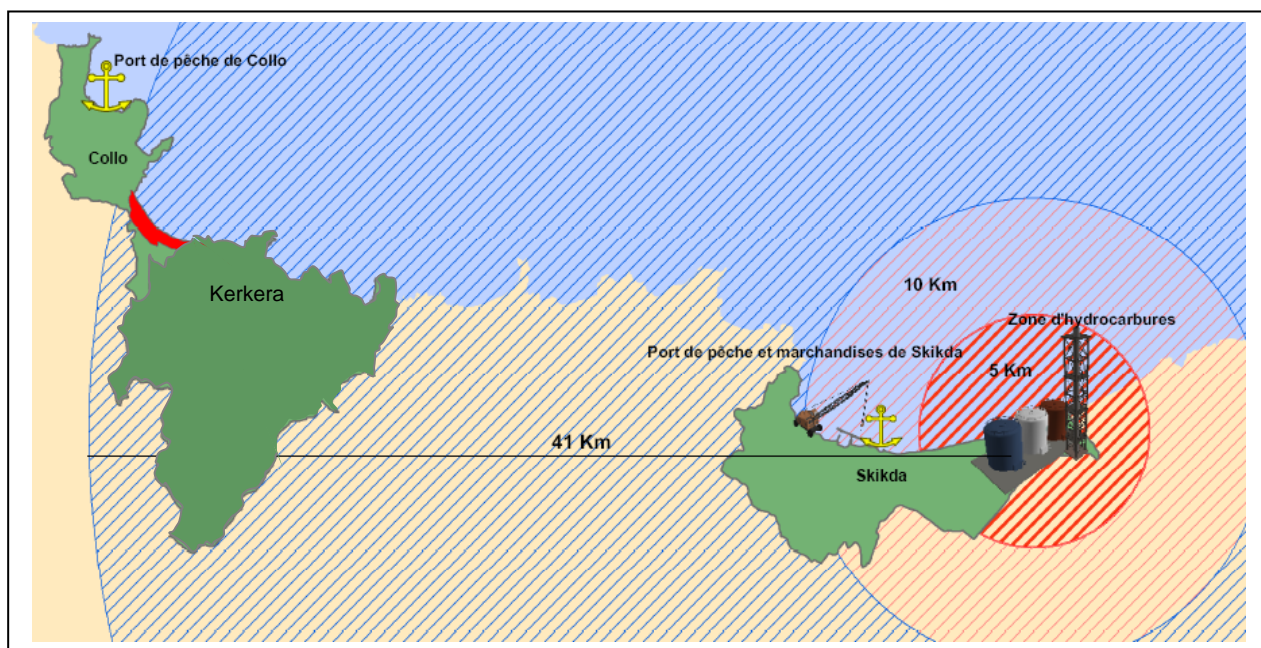 Port de pêche de Collo
Collo
Kerkera
10 Km
Zone d'hydrocarbures
Port de pêche et marchandises de Skikda
5 Km
41 Km
Skikda